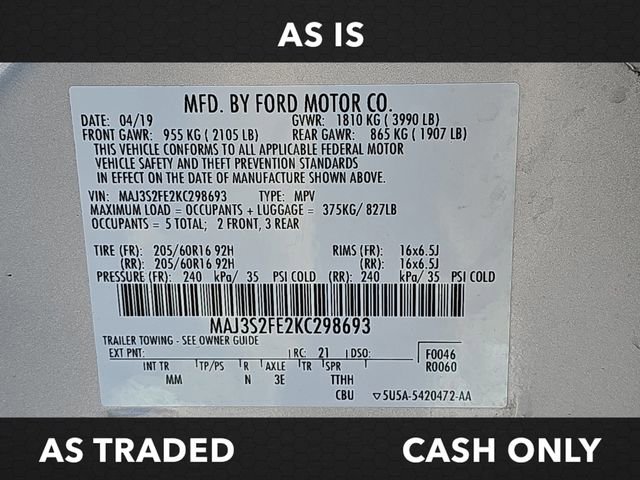 AS IS
MFD. BY FORD MOTOR CO.
DATE: 04/19 GVWR: 1810 KG ( 3990 LB)
FRONT GAWR: 955 KG ( 2105 LB) REAR GAWR: 865 KG ( 1907 LB)
THIS VEHICLE CONFORMS TO ALL APPLICABLE FEDERAL MOTOR
VEHICLE SAFETY AND THEFT PREVENTION STANDARDS
IN EFFECT ON THE DATE OF MANUFACTURE SHOWN ABOVE.
VIN: MAJ3S2FE2KC298693 TYPE: MPV
MAXIMUM LOAD = OCCUPANTS + LUGGAGE = 375KG/ 827LB
OCCUPANTS = 5 TOTAL; 2 FRONT, 3 REAR
TIRE (FR): 205/60R16 92H RIMS (FR): 16x6.5J
(RR): 205/60R16 92H (RR): 16x6.5J
PRESSURE (FR): 240 kPa/ 35 PSI COLD (RR): 240 kPa/ 35 PSI COLD
MAJ3S2FE2KC298693
TRAILER TOWING - SEE OWNER GUIDE
EXT PNT: RC: 21 DSO: F0046
INT TR TP/PS R AXLE TR SPR R0060
MM N 3E TTHH
CBU ▽5U5A-5420472-AA
AS TRADED CASH ONLY